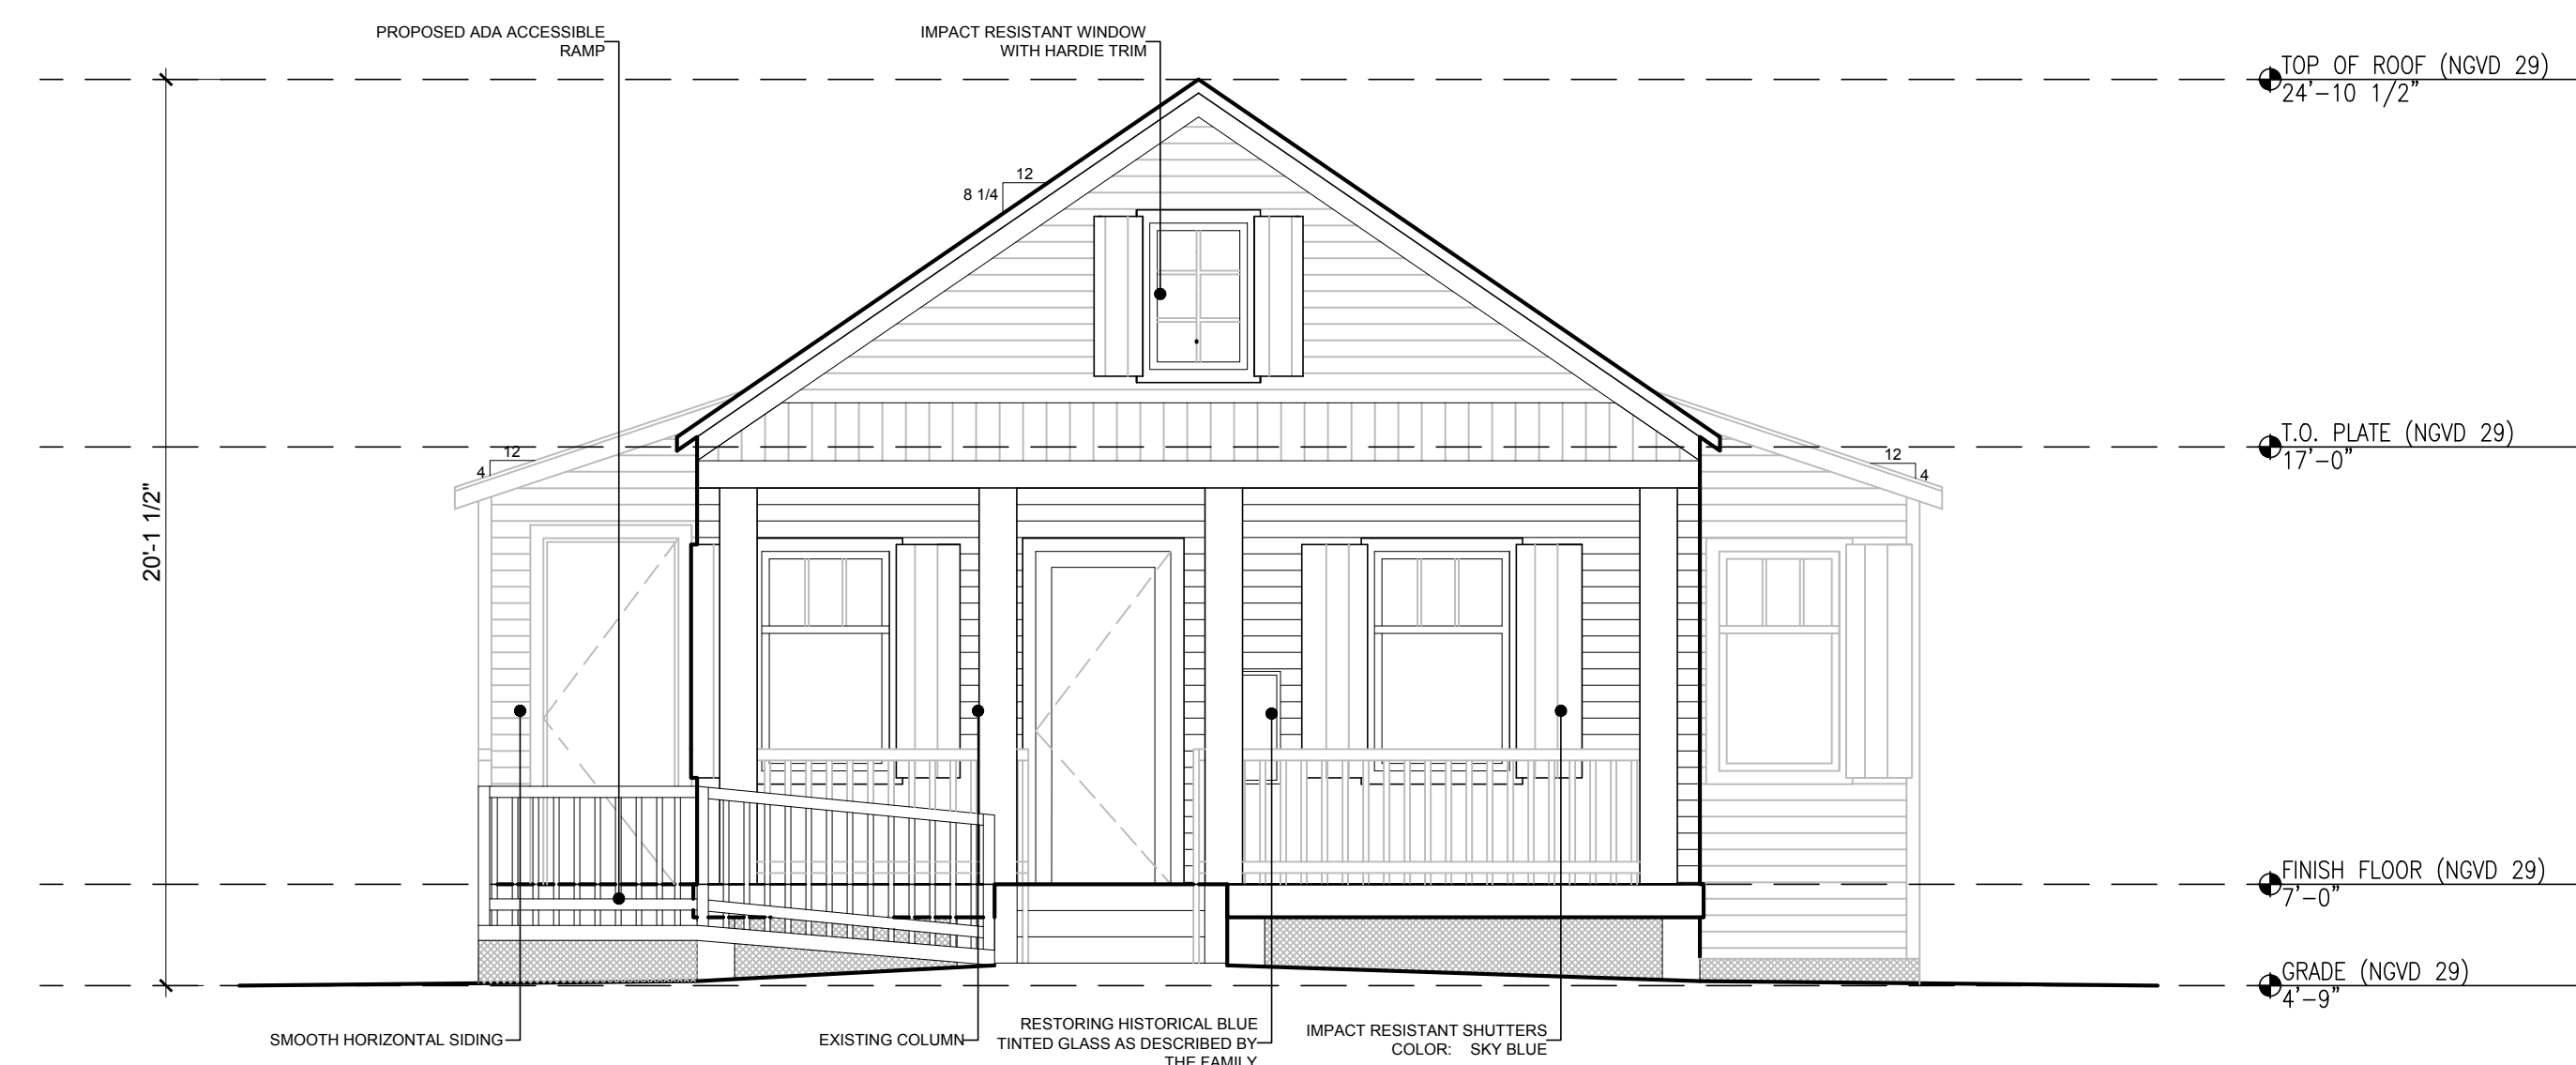 PROPOSED ADA ACCESSIBLE
RAMP
IMPACT RESISTANT WINDOW
WITH HARDIE TRIM
TOP OF ROOF (NGVD 29)
24'-10 1/2"
12
8 1/4
T.O. PLATE (NGVD 29)
17'-0"
12
4
12
4
20'-1 1/2"
FINISH FLOOR (NGVD 29)
7'-0"
GRADE (NGVD 29)
4'-9"
SMOOTH HORIZONTAL SIDING
EXISTING COLUMN
RESTORING HISTORICAL BLUE
TINTED GLASS AS DESCRIBED BY
THE FAMILY
IMPACT RESISTANT SHUTTERS
COLOR: SKY BLUE